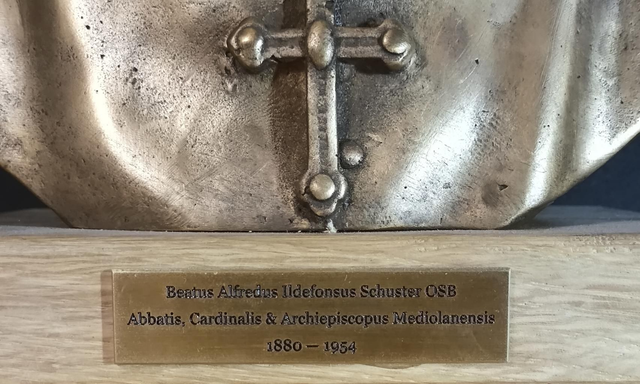 Beatus Alfredus Ildefonsus Schuster OSB
Abbatis, Cardinalis & Archiepiscopus Mediolanensis
1880 – 1954